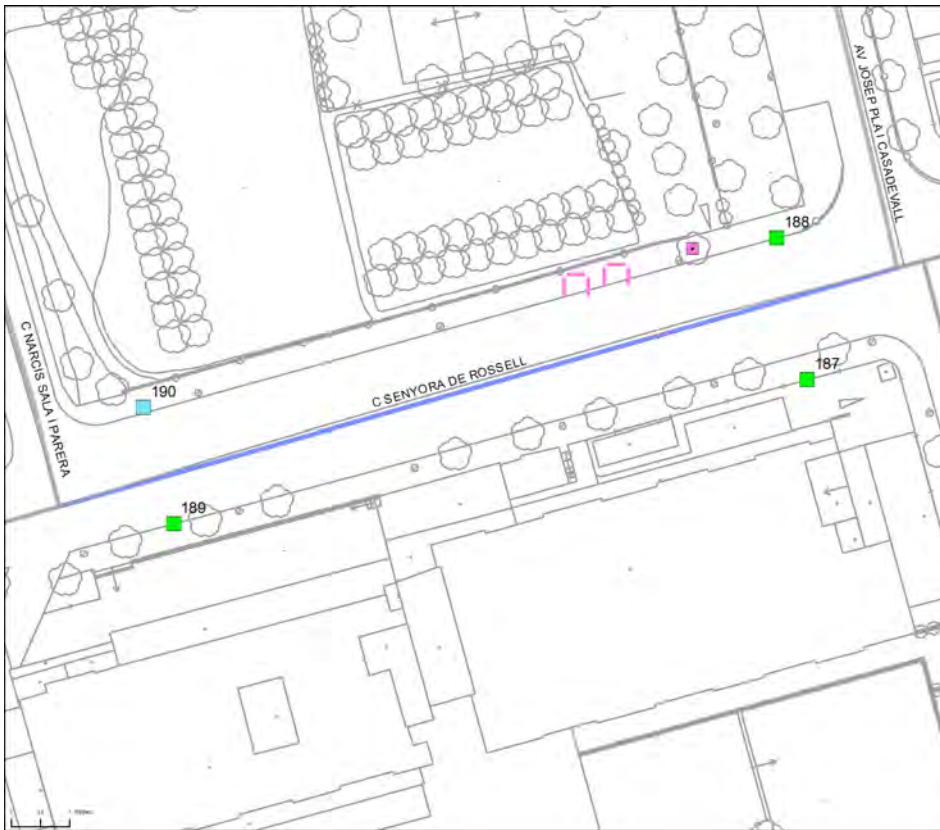 AV JOSEP PLA I CASADEVALL
188
C SENYORA DE ROSSELL
187
C NARCIS SALA I PARERA
190
189